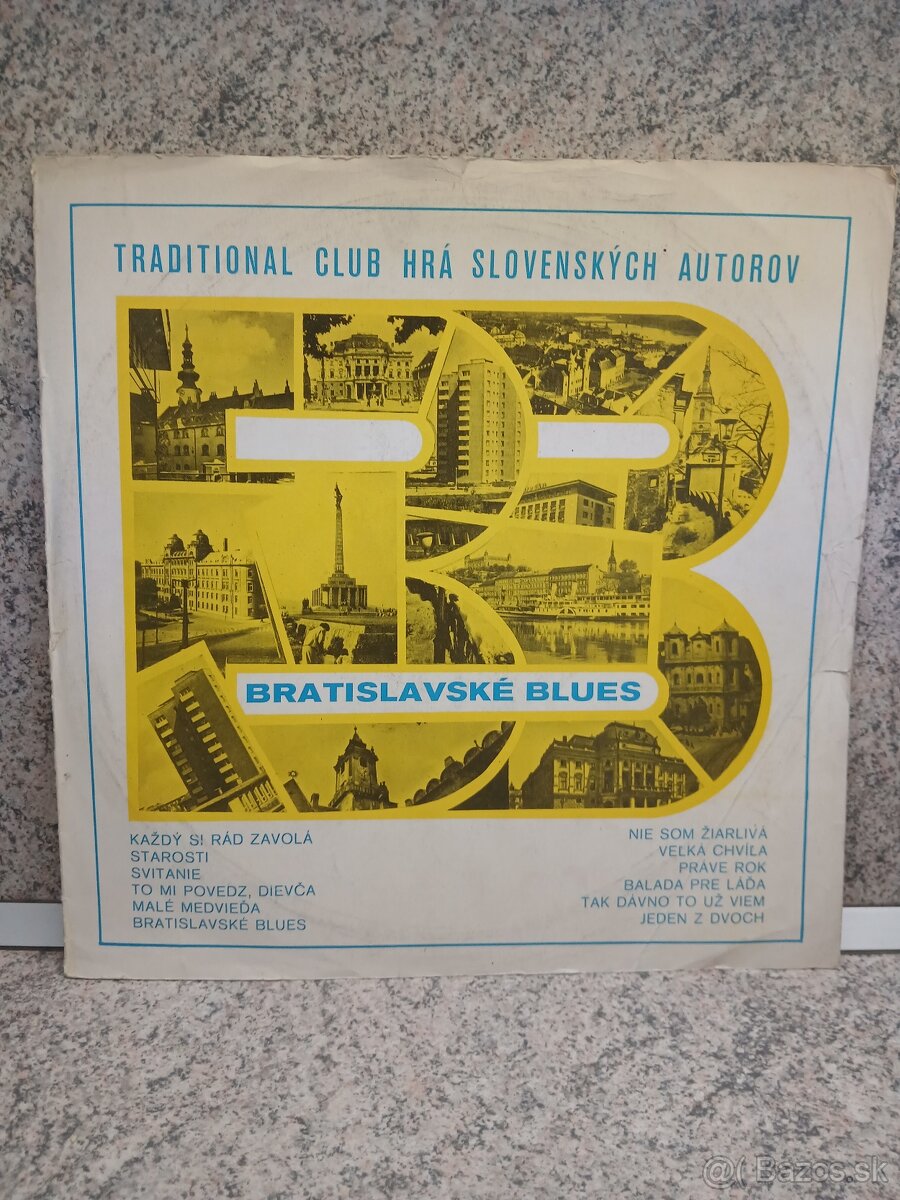 TRADITIONAL CLUB HRÁ SLOVENSKÝCH AUTOROV
BRATISLAVSKÉ BLUES
KAŽDÝ SI RÁD ZAVOLÁ
STAROSTI
SVITANIE
TO MI POVEDZ, DIEVČA
MALÉ MEDVIEĎA
BRATISLAVSKÉ BLUES
NIE SOM ŽIARLIVÁ
VEĽKÁ CHVÍĽA
PRÁVE ROK
BALADA PRE LÁĎA
TAK DÁVNO TO UŽ VIEM
JEDEN Z DVOCH
@( Bazos.sk